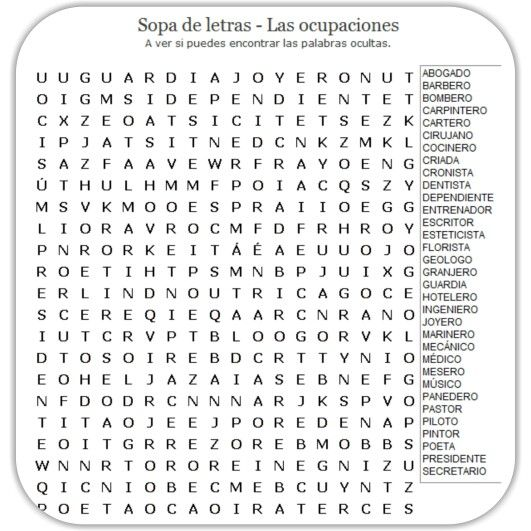 Sopa de letras - Las ocupaciones
A ver si puedes encontrar las palabras ocultas.
U U G U A R D I A J O Y E R O N U T
O I G M S I D E P E N D I E N T E T
C X Z E O A T S I C I T E T S E Z K
I P J A T S I T N E D C N K Z M K L
S A Z F A A V E W R F R A Y O E N G
Ú T H U L H M M F P O I A C Q S Z Y
M S V K M O O E S P R A I I O E G G
L I O R A V R O C M F D F R H R O Y
P N R O R K E I T Á É A E U U O J O
R O E T I H T P S M N B P J U I X G
E R L I N D N O U T R I C A G O C E
S C E R E Q I E Q A A R C N R A N O
I U T C R V P T B L O O G O R V K L
D T O S O I R E B D C R T T Y N I O
E O H E L J A Z A I A S E B N E F G
N F D O D R C N N N A R J K S P V O
T I T A O J E E J P O R E D E N A P
E O I T G R R E Z O R E B M O B B S
W N N R T O R O R E I N E G N I Z U
Q I C N I O B E C M E B C U Y N T Z
P O E T A O C A O I R A T E R C E S
ABOGADO
BARBERO
BOMBERO
CARPINTERO
CARTERO
CIRUJANO
COCINERO
CRIADA
CRONISTA
DENTISTA
DEPENDIENTE
ENTRENADOR
ESCRITOR
ESTETICISTA
FLORISTA
GEOLOGO
GRANJERO
GUARDIA
HOTELERO
INGENIERO
JOYERO
MARINERO
MECÁNICO
MÉDICO
MESERO
MÚSICO
PANEDERO
PASTOR
PILOTO
PINTOR
POETA
PRESIDENTE
SECRETARIO